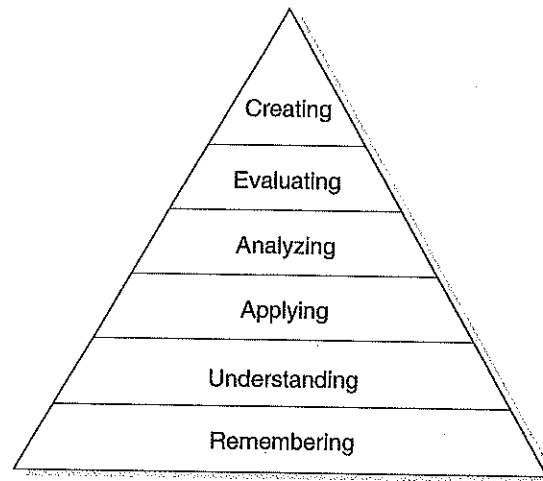 Creating
Evaluating
Analyzing
Applying
Understanding
Remembering